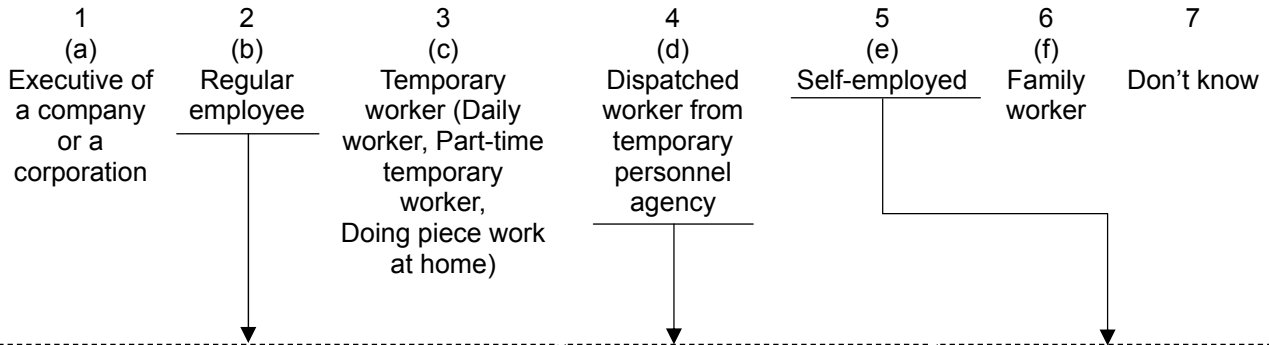 1 2 3 4 5 6 7
(a) (b) (c) (d) (e) (f)
Executive of a company or a corporation
Regular employee
Temporary worker (Daily worker, Part-time temporary worker, Doing piece work at home)
Dispatched worker from temporary personnel agency
Self-employed
Family worker
Don’t know